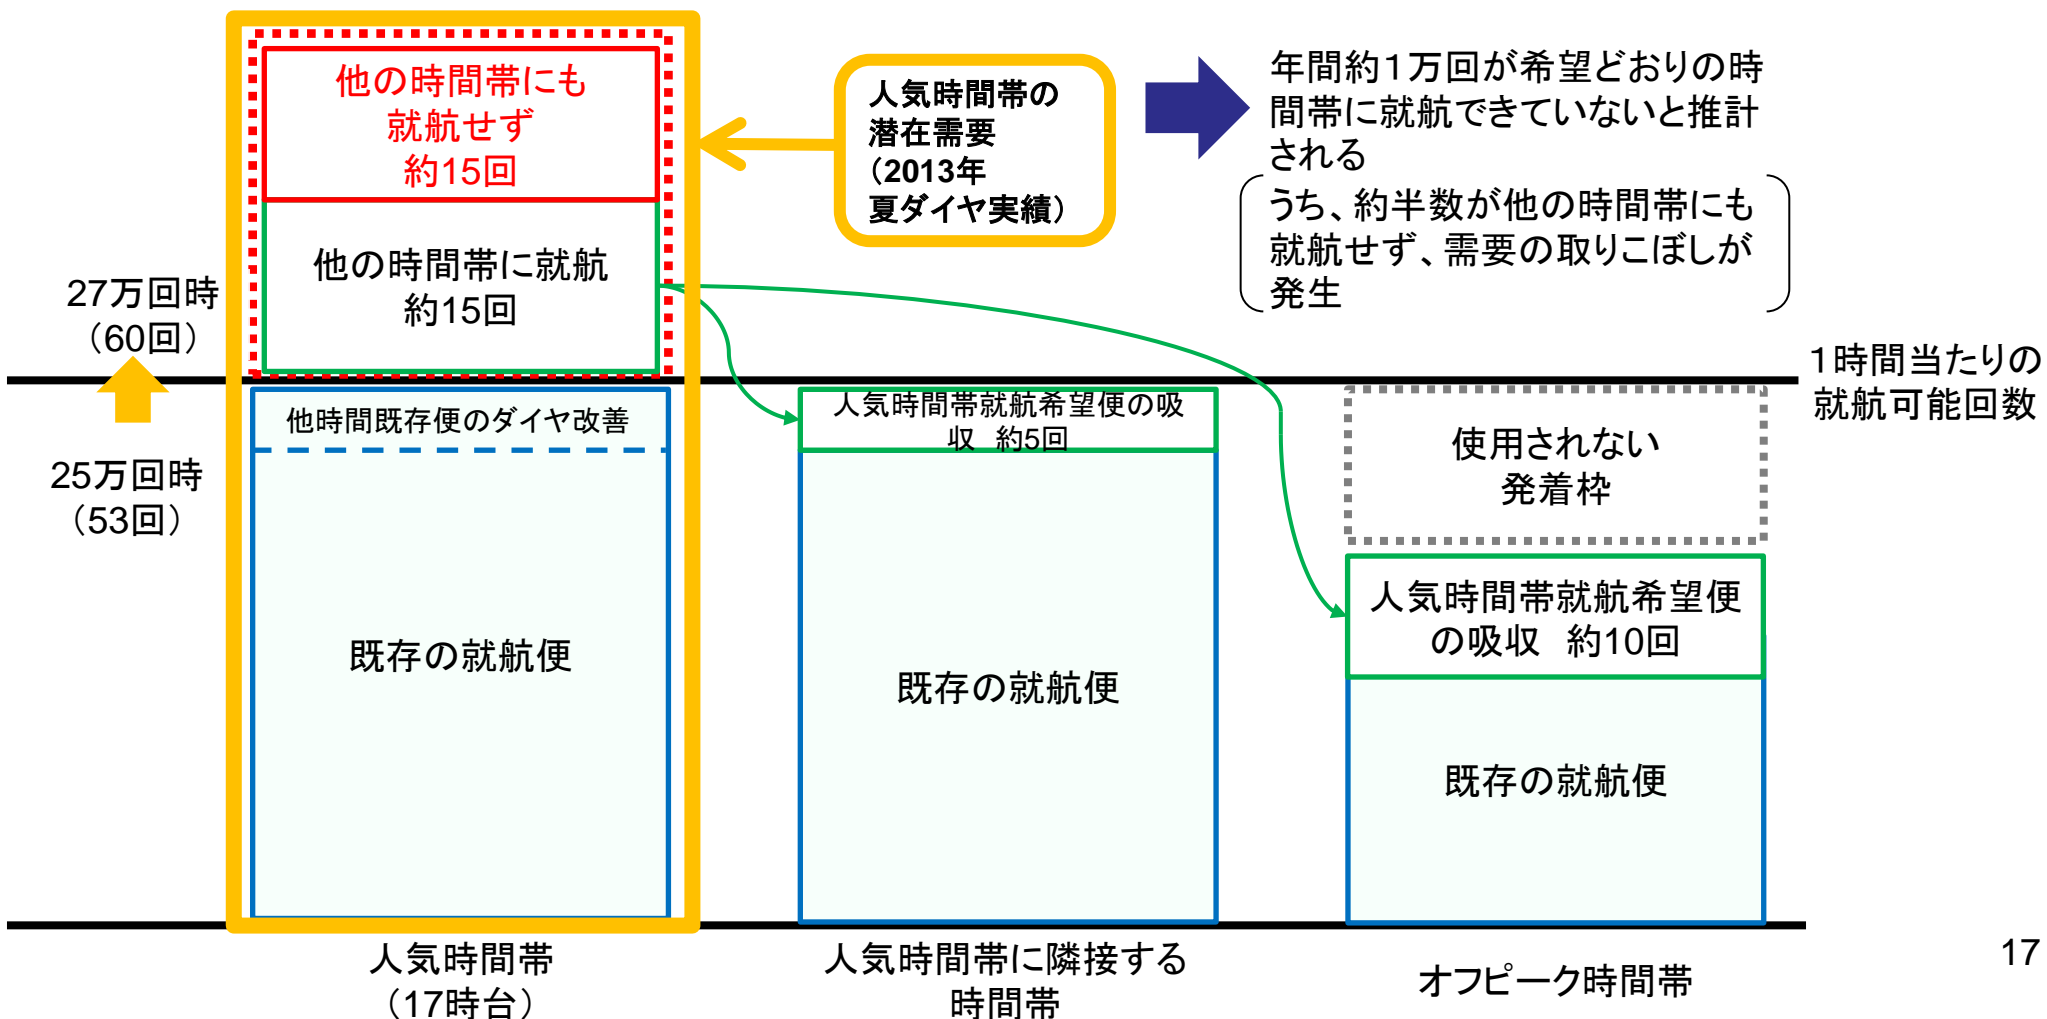 他の時間帯にも
就航せず
約15回
他の時間帯に就航
約15回
人気時間帯の
潜在需要
（2013年
夏ダイヤ実績）
年間約１万回が希望どおりの時
間帯に就航できていないと推計
される
うち、約半数が他の時間帯にも
就航せず、需要の取りこぼしが
発生
27万回時
（60回）
25万回時
（53回）
１時間当たりの
就航可能回数
他時間既存便のダイヤ改善
既存の就航便
人気時間帯就航希望便の吸
収　約5回
既存の就航便
使用されない
発着枠
人気時間帯就航希望便
の吸収　約10回
既存の就航便
人気時間帯
（17時台）
人気時間帯に隣接する
時間帯
オフピーク時間帯
17